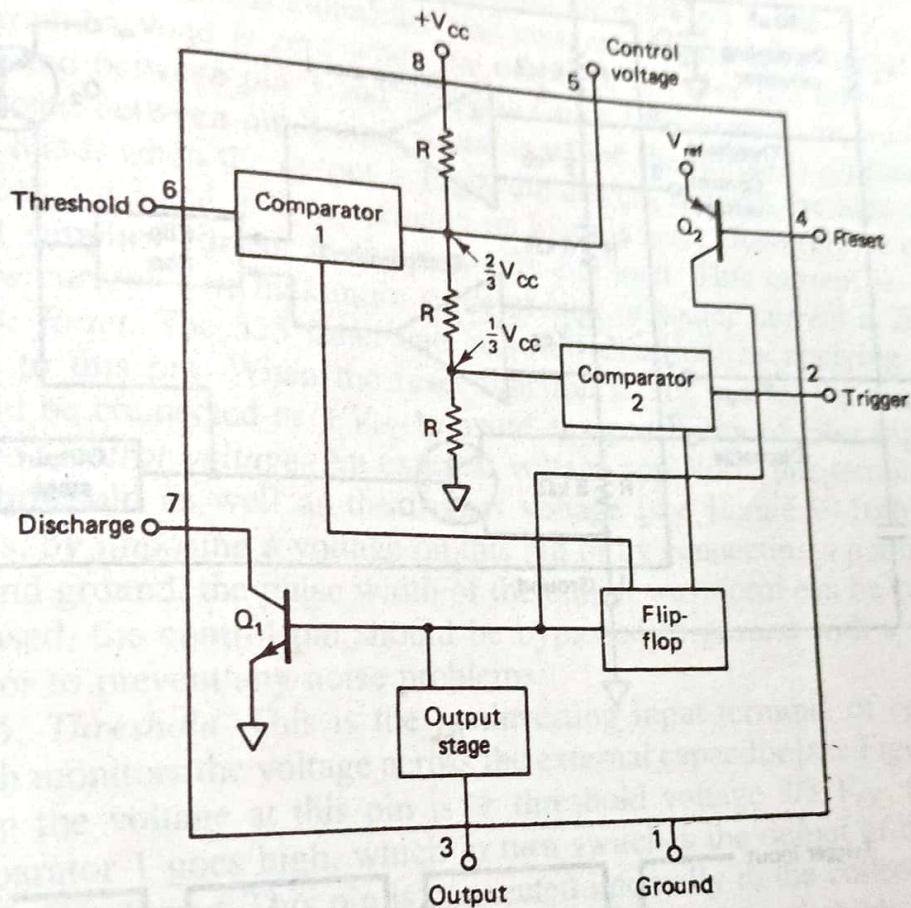 +Vcc
8
Control
voltage
5
R
Vref
6
Threshold
Comparator
1
Q2
4
Reset
2/3 Vcc
R
1/3 Vcc
Comparator
2
2
Trigger
R
7
Discharge
Q1
Flip-
flop
Output
stage
3
Output
1
Ground